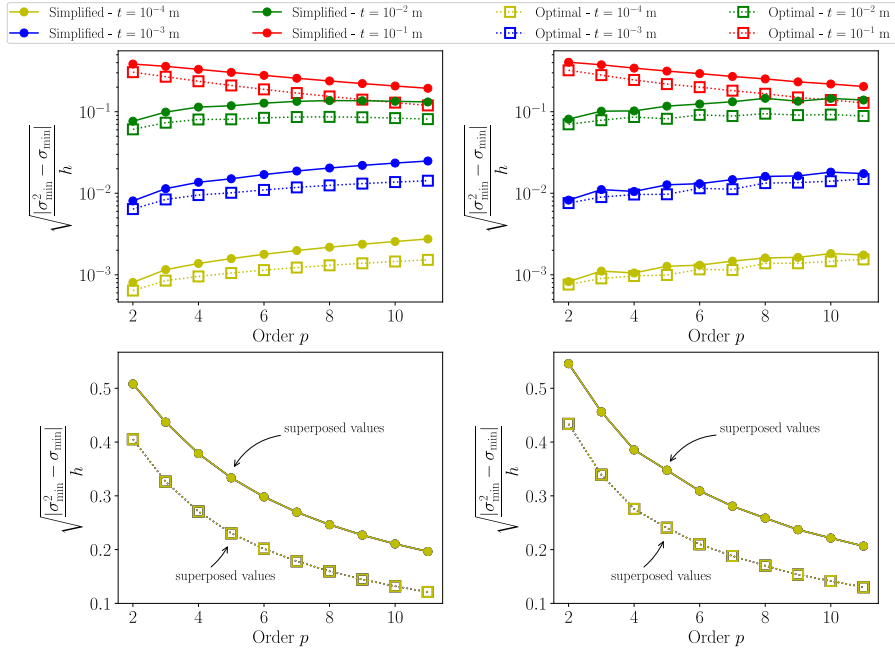 Simplified - t = 10⁻⁴ m Simplified - t = 10⁻² m Optimal - t = 10⁻⁴ m Optimal - t = 10⁻² m
Simplified - t = 10⁻³ m Simplified - t = 10⁻¹ m Optimal - t = 10⁻³ m Optimal - t = 10⁻¹ m
√(|σ²_min − σ_min| / h)
10⁻¹
10⁻²
10⁻³
2 4 6 8 10
Order p
√(|σ²_min − σ_min| / h)
10⁻¹
10⁻²
10⁻³
2 4 6 8 10
Order p
√(|σ²_min − σ_min| / h)
0.5
0.4
0.3
0.2
0.1
superposed values
superposed values
2 4 6 8 10
Order p
√(|σ²_min − σ_min| / h)
0.5
0.4
0.3
0.2
0.1
superposed values
superposed values
2 4 6 8 10
Order p